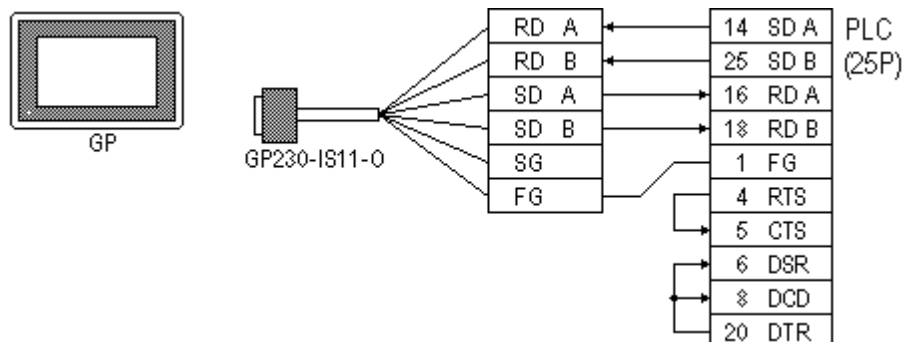 RD A 14 SD A PLC
RD B 25 SD B (25P)
SD A 16 RD A
SD B 18 RD B
SG 1 FG
FG 4 RTS
5 CTS
6 DSR
8 DCD
20 DTR
GP
GP230-IS11-O